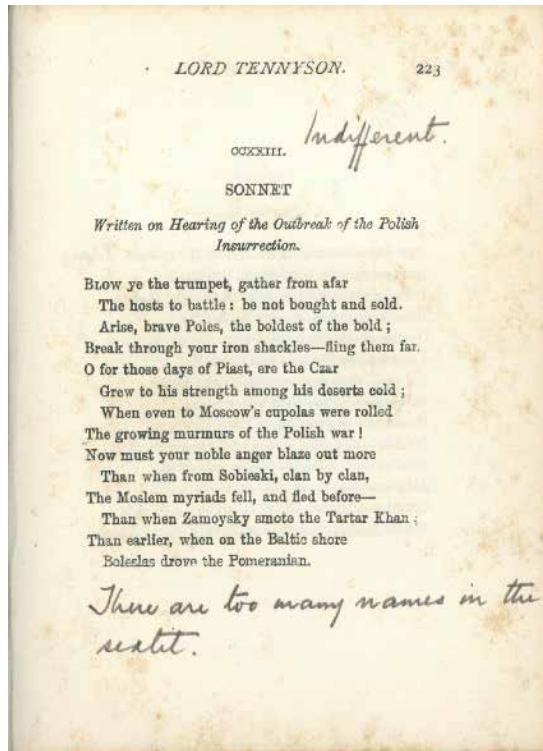 LORD TENNYSON. 223
Indifferent.
CCXXIII.
SONNET
Written on Hearing of the Outbreak of the Polish
Insurrection.
BLOW ye the trumpet, gather from afar
The hosts to battle : be not bought and sold.
Arise, brave Poles, the boldest of the bold ;
Break through your iron shackles—fling them far.
O for those days of Piast, ere the Czar
Grew to his strength among his deserts cold ;
When even to Moscow's cupolas were rolled
The growing murmurs of the Polish war !
Now must your noble anger blaze out more
Than when from Sobieski, clan by clan,
The Moslem myriads fell, and fled before—
Than when Zamoysky smote the Tartar Khan ;
Than earlier, when on the Baltic shore
Boleslas drove the Pomeranian.
There are too many names in the
sextet.